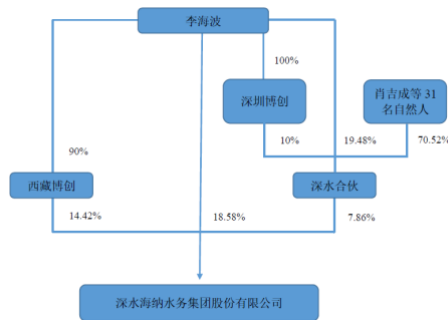 李海波
100%
深圳博创
肖吉成等 31
名自然人
10%
19.48%
70.52%
90%
西藏博创
深水合伙
14.42%
18.58%
7.86%
深水海纳水务集团股份有限公司